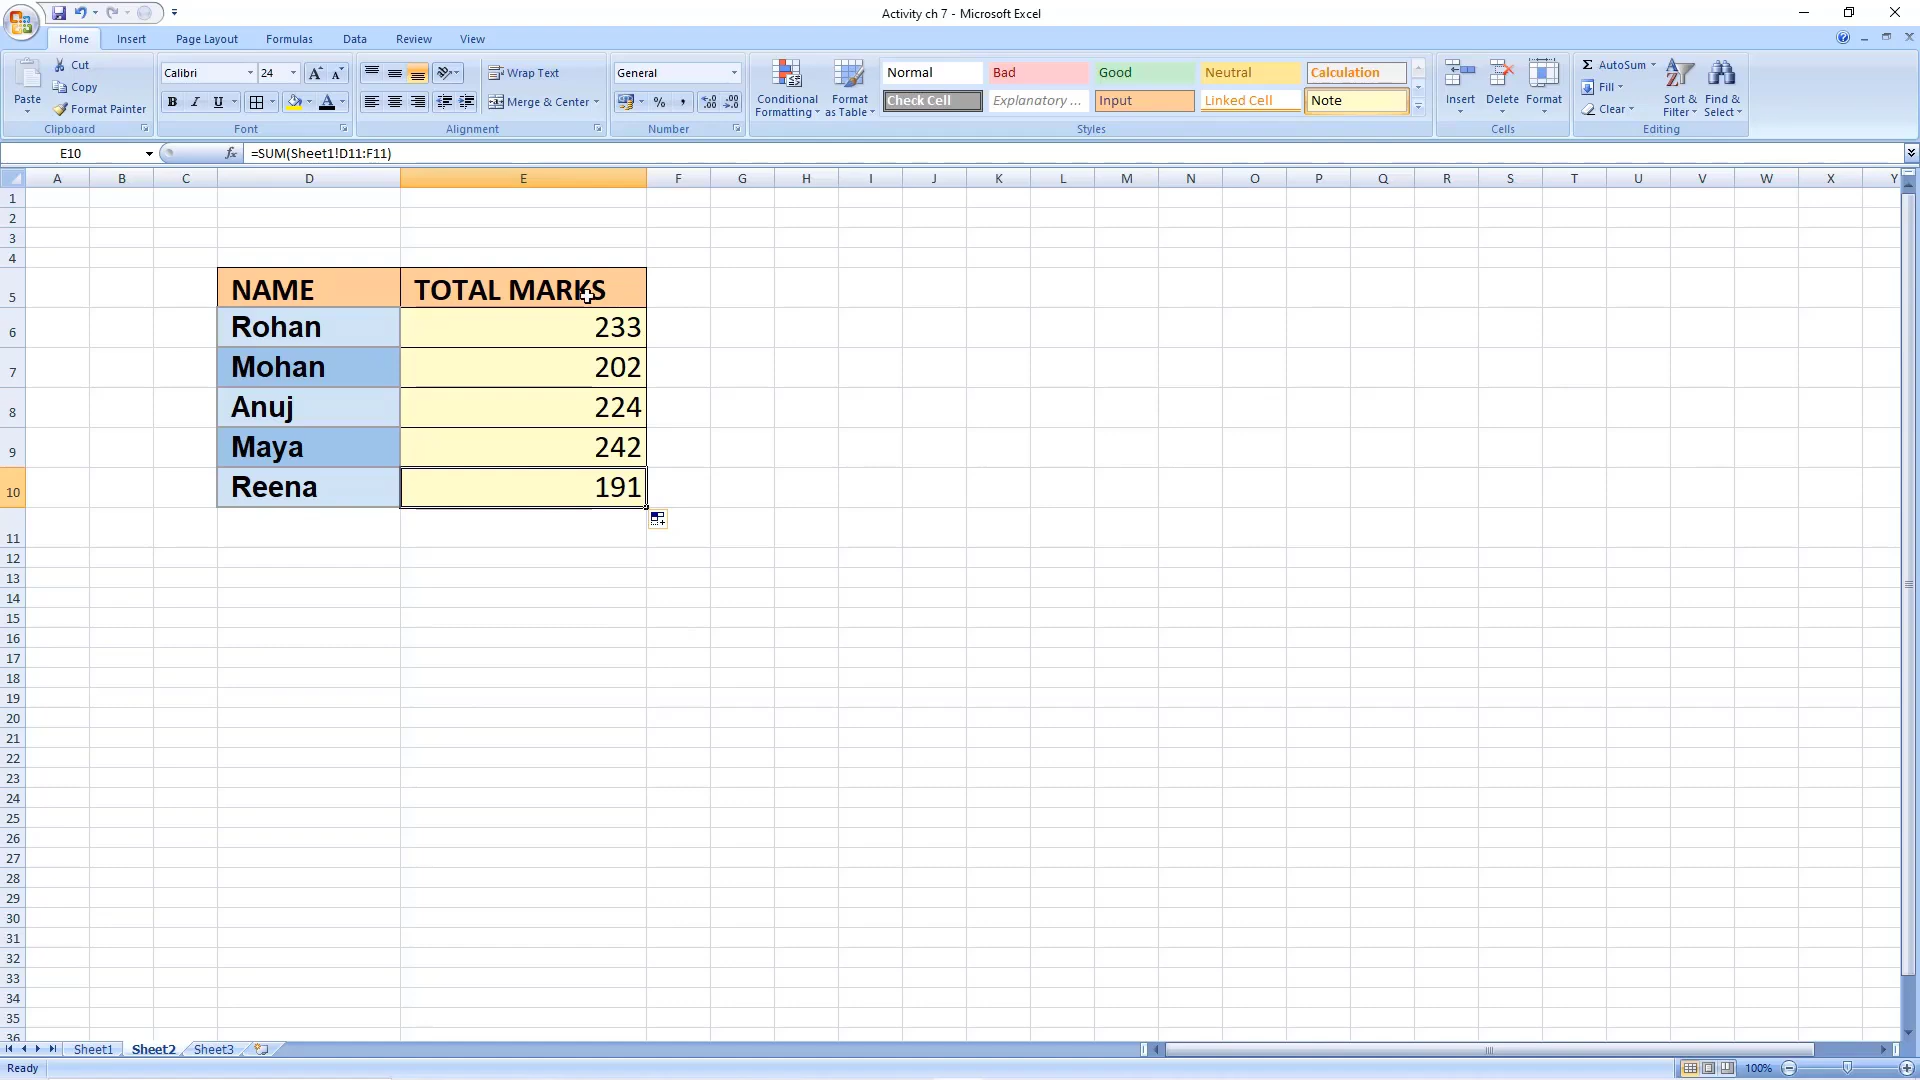 Activity ch 7 - Microsoft Excel
Home Insert Page Layout Formulas Data Review View
Paste
Cut
Copy
Format Painter
Clipboard
Calibri 24 A A
B I U A
Font
Wrap Text
Merge & Center
Alignment
General
% ,
Number
Conditional Formatting
Format as Table
Normal Bad Good Neutral Calculation
Check Cell Explanatory ... Input Linked Cell Note
Styles
Insert Delete Format
Cells
Σ AutoSum
Fill
Clear
Sort & Filter
Find & Select
Editing
E10 fx =SUM(Sheet1!D11:F11)
A B C D E F G H I J K L M N O P Q R S T U V W X Y
1
2
3
4
5 NAME TOTAL MARKS
6 Rohan 233
7 Mohan 202
8 Anuj 224
9 Maya 242
10 Reena 191
11
12
13
14
15
16
17
18
19
20
21
22
23
24
25
26
27
28
29
30
31
32
33
34
35
36
Sheet1 Sheet2 Sheet3
Ready 100%